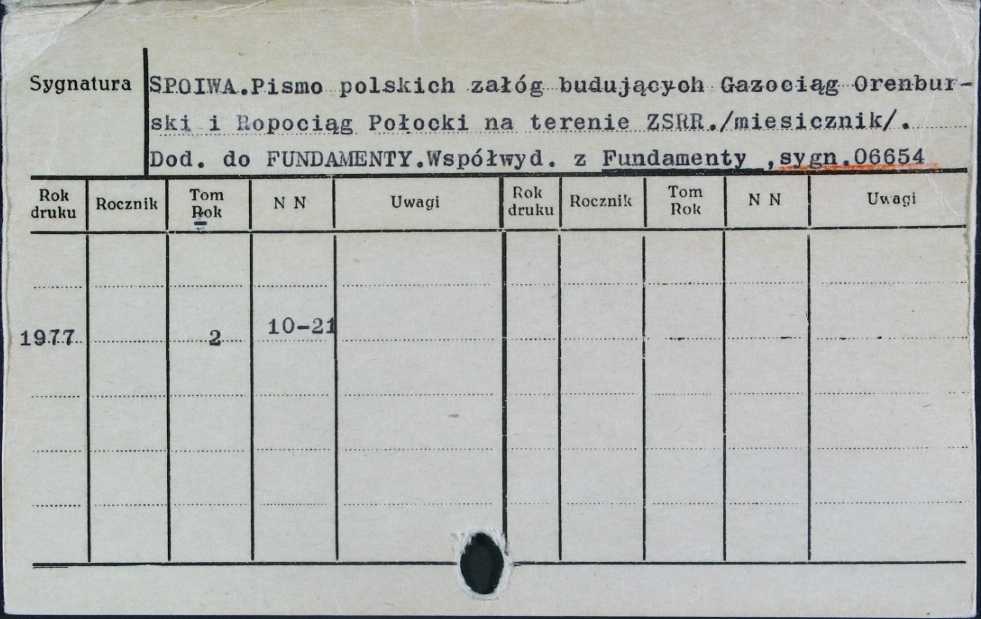 Sygnatura SPOIWA.Pismo polskich załóg budujących Gazociąg Orenbur-
ski i Ropociąg Połocki na terenie ZSRR./miesicznik/.
Dod. do FUNDAMENTY.Współwyd. z Fundamenty ,sygn.06654
Rok druku Rocznik Tom Rok N N Uwagi Rok druku Rocznik Tom Rok N N Uwagi
1977 2 10-21